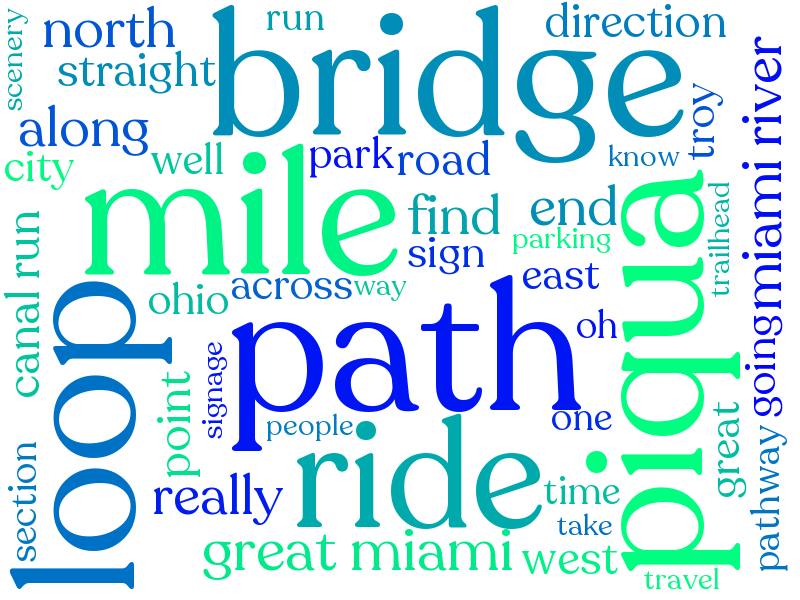 scenery
north
run
direction
straight
bridge
along
city
well
park
road
know
troy
miami river
mile
find
end
piqua
trailhead
parking
sign
canal run
ohio
across
way
east
loop
path
oh
going
signage
point
people
one
great
section
really
ride
time
take
pathway
great miami
west
travel